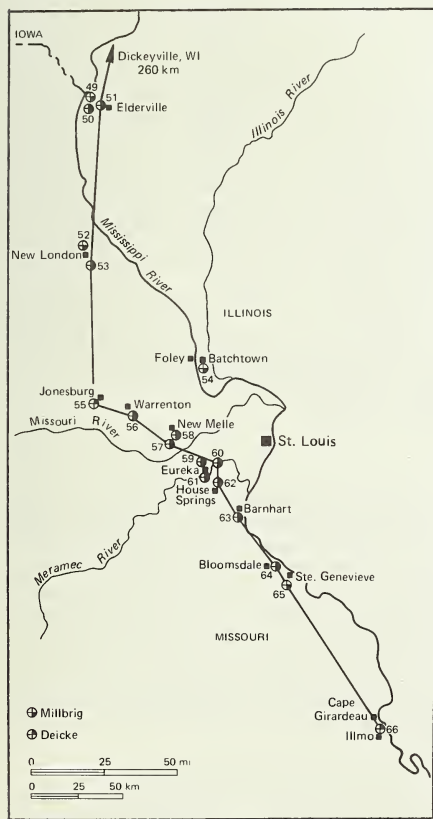 IOWA
Dickeyville, WI
260 km
49
51
50
Elderville
Illinois River
Mississippi River
52
New London
53
ILLINOIS
Foley
Batchtown
54
Jonesburg
55
Warrenton
56
Missouri River
New Melle
58
57
St. Louis
59
60
Eureka
61
62
House
Springs
Barnhart
63
Meramec River
Bloomsdale
64
Ste. Genevieve
65
MISSOURI
Cape
Girardeau
66
Illmo
Millbrig
Deicke
0 25 50 mi
0 25 50 km